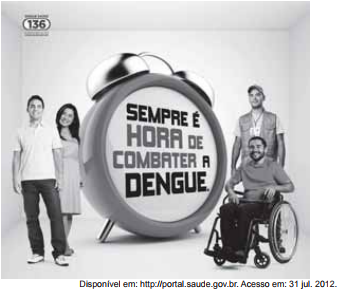 136
SEMPRE É
HORA DE
COMBATER A
DENGUE.
Disponível em: http://portal.saude.gov.br. Acesso em: 31 jul. 2012.